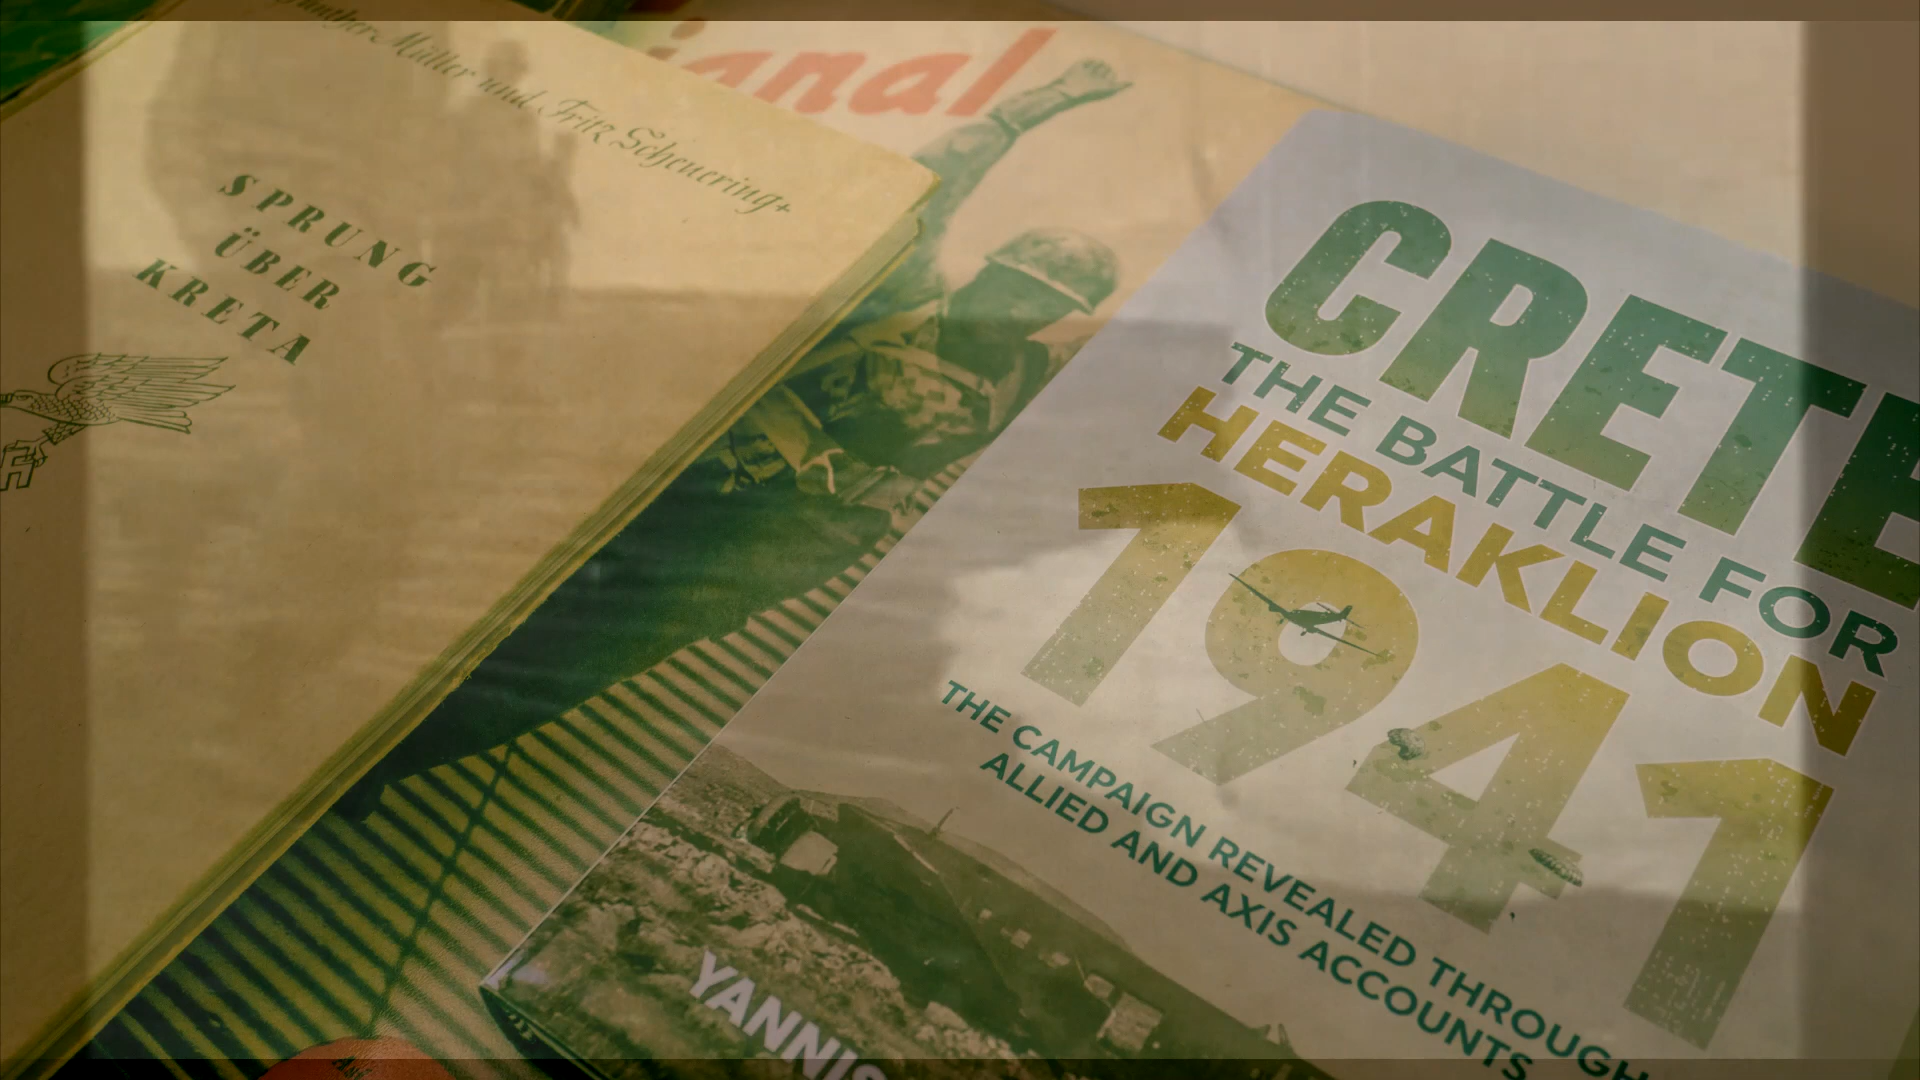 Günther Müller und Fritz Scheuering+
SPRUNG
ÜBER
KRETA
CRETE
THE BATTLE FOR
HERAKLION
1941
THE CAMPAIGN REVEALED THROUGH
ALLIED AND AXIS ACCOUNTS
YANNIS